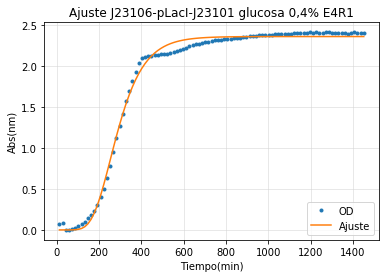 Ajuste J23106-pLacI-J23101 glucosa 0,4% E4R1
Abs(nm)
2.5
2.0
1.5
1.0
0.5
0.0
OD
Ajuste
0 200 400 600 800 1000 1200 1400
Tiempo(min)